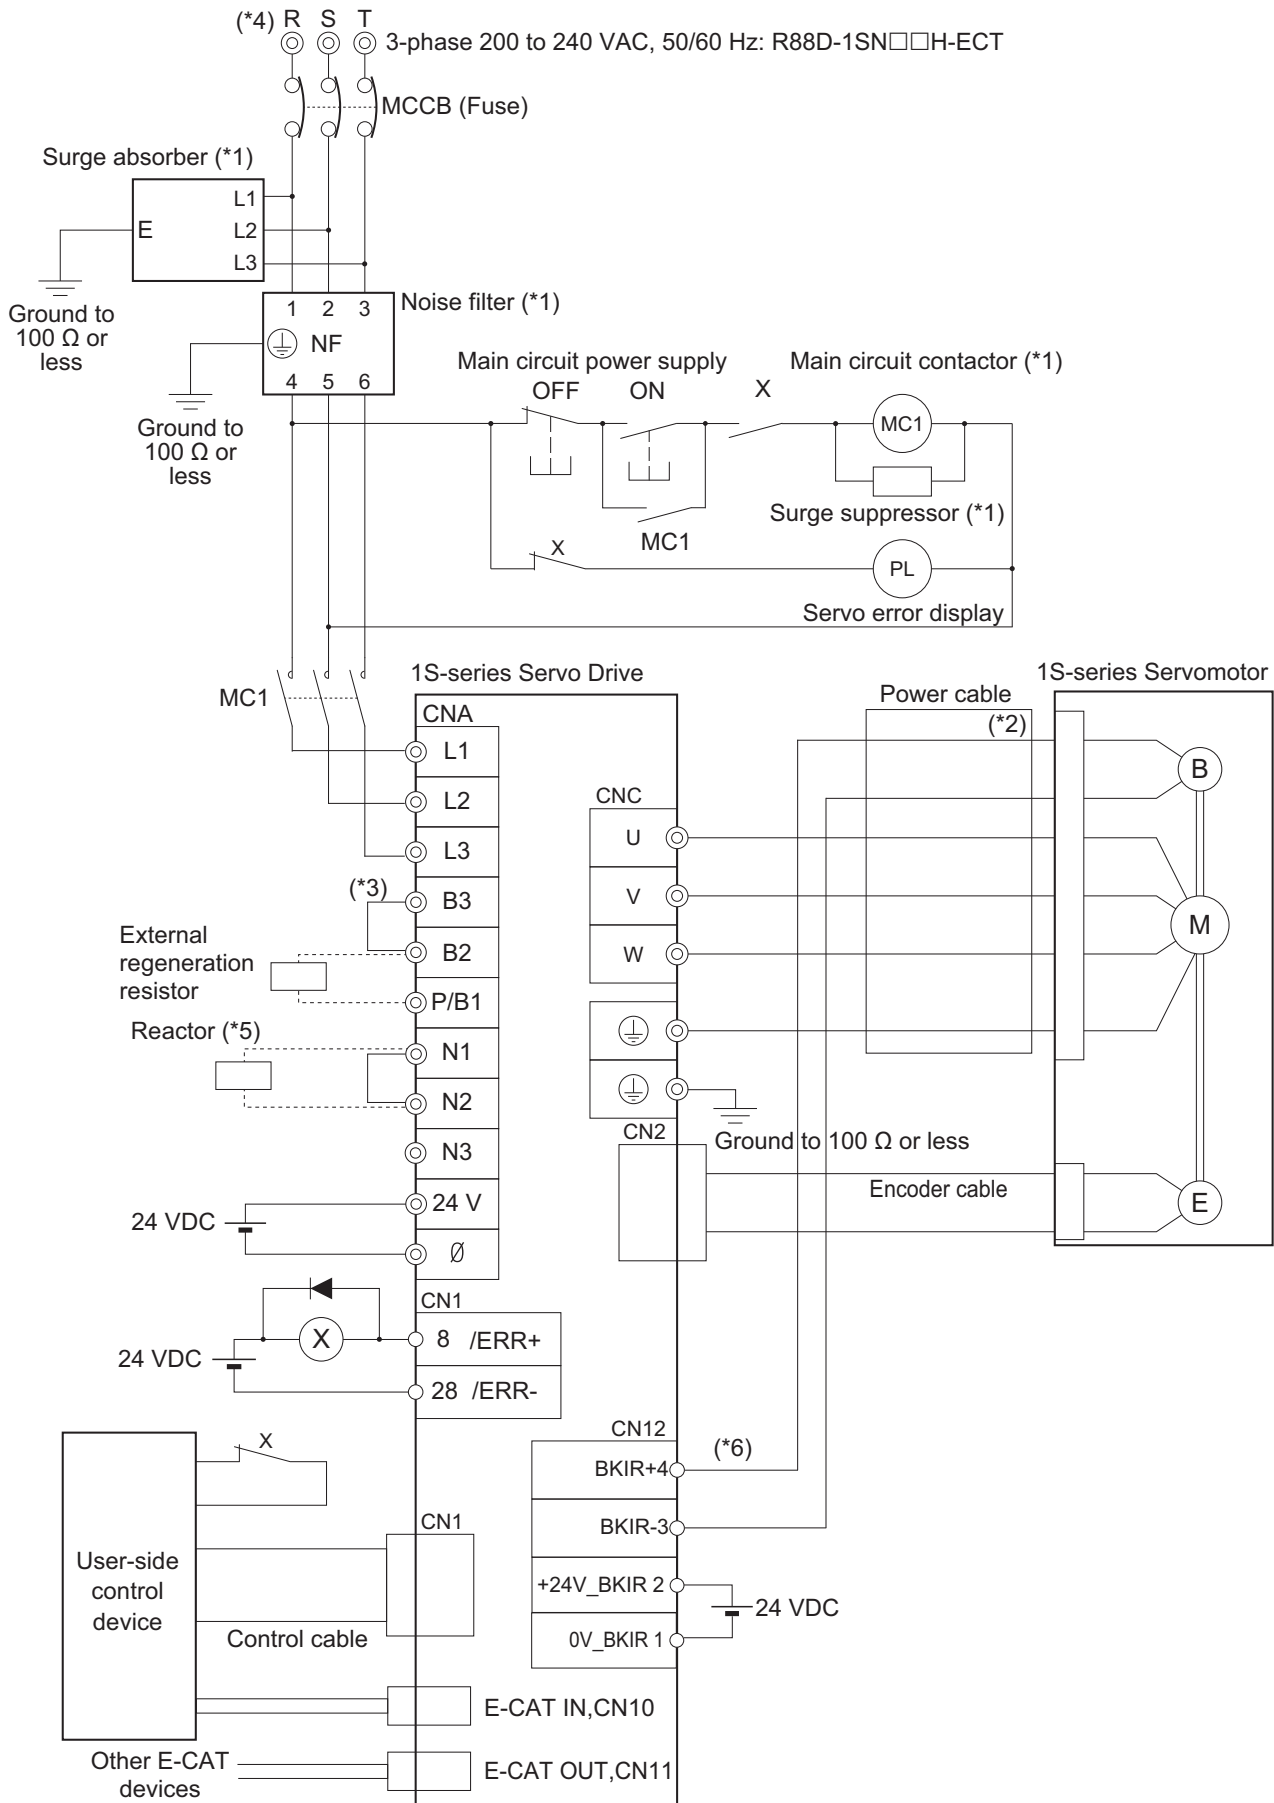 (*4) R S T
3-phase 200 to 240 VAC, 50/60 Hz: R88D-1SN□□H-ECT
MCCB (Fuse)
Surge absorber (*1)
L1
E
L2
L3
Ground to
100 Ω or
less
1 2 3
Noise filter (*1)
NF
4 5 6
Ground to
100 Ω or
less
Main circuit power supply
Main circuit contactor (*1)
OFF
ON
X
MC1
Surge suppressor (*1)
MC1
X
PL
Servo error display
MC1
1S-series Servo Drive
1S-series Servomotor
CNA
L1
L2
L3
(*3)
B3
B2
External
regeneration
resistor
P/B1
Reactor (*5)
N1
N2
N3
24 VDC
24 V
Ø
CNC
U
V
W
Power cable
(*2)
B
M
CN2
Ground to 100 Ω or less
Encoder cable
E
CN1
X
8 /ERR+
24 VDC
28 /ERR-
CN12
(*6)
BKIR+4
BKIR-3
+24V_BKIR 2
24 VDC
0V_BKIR 1
X
User-side
control
device
CN1
Control cable
E-CAT IN,CN10
Other E-CAT
devices
E-CAT OUT,CN11